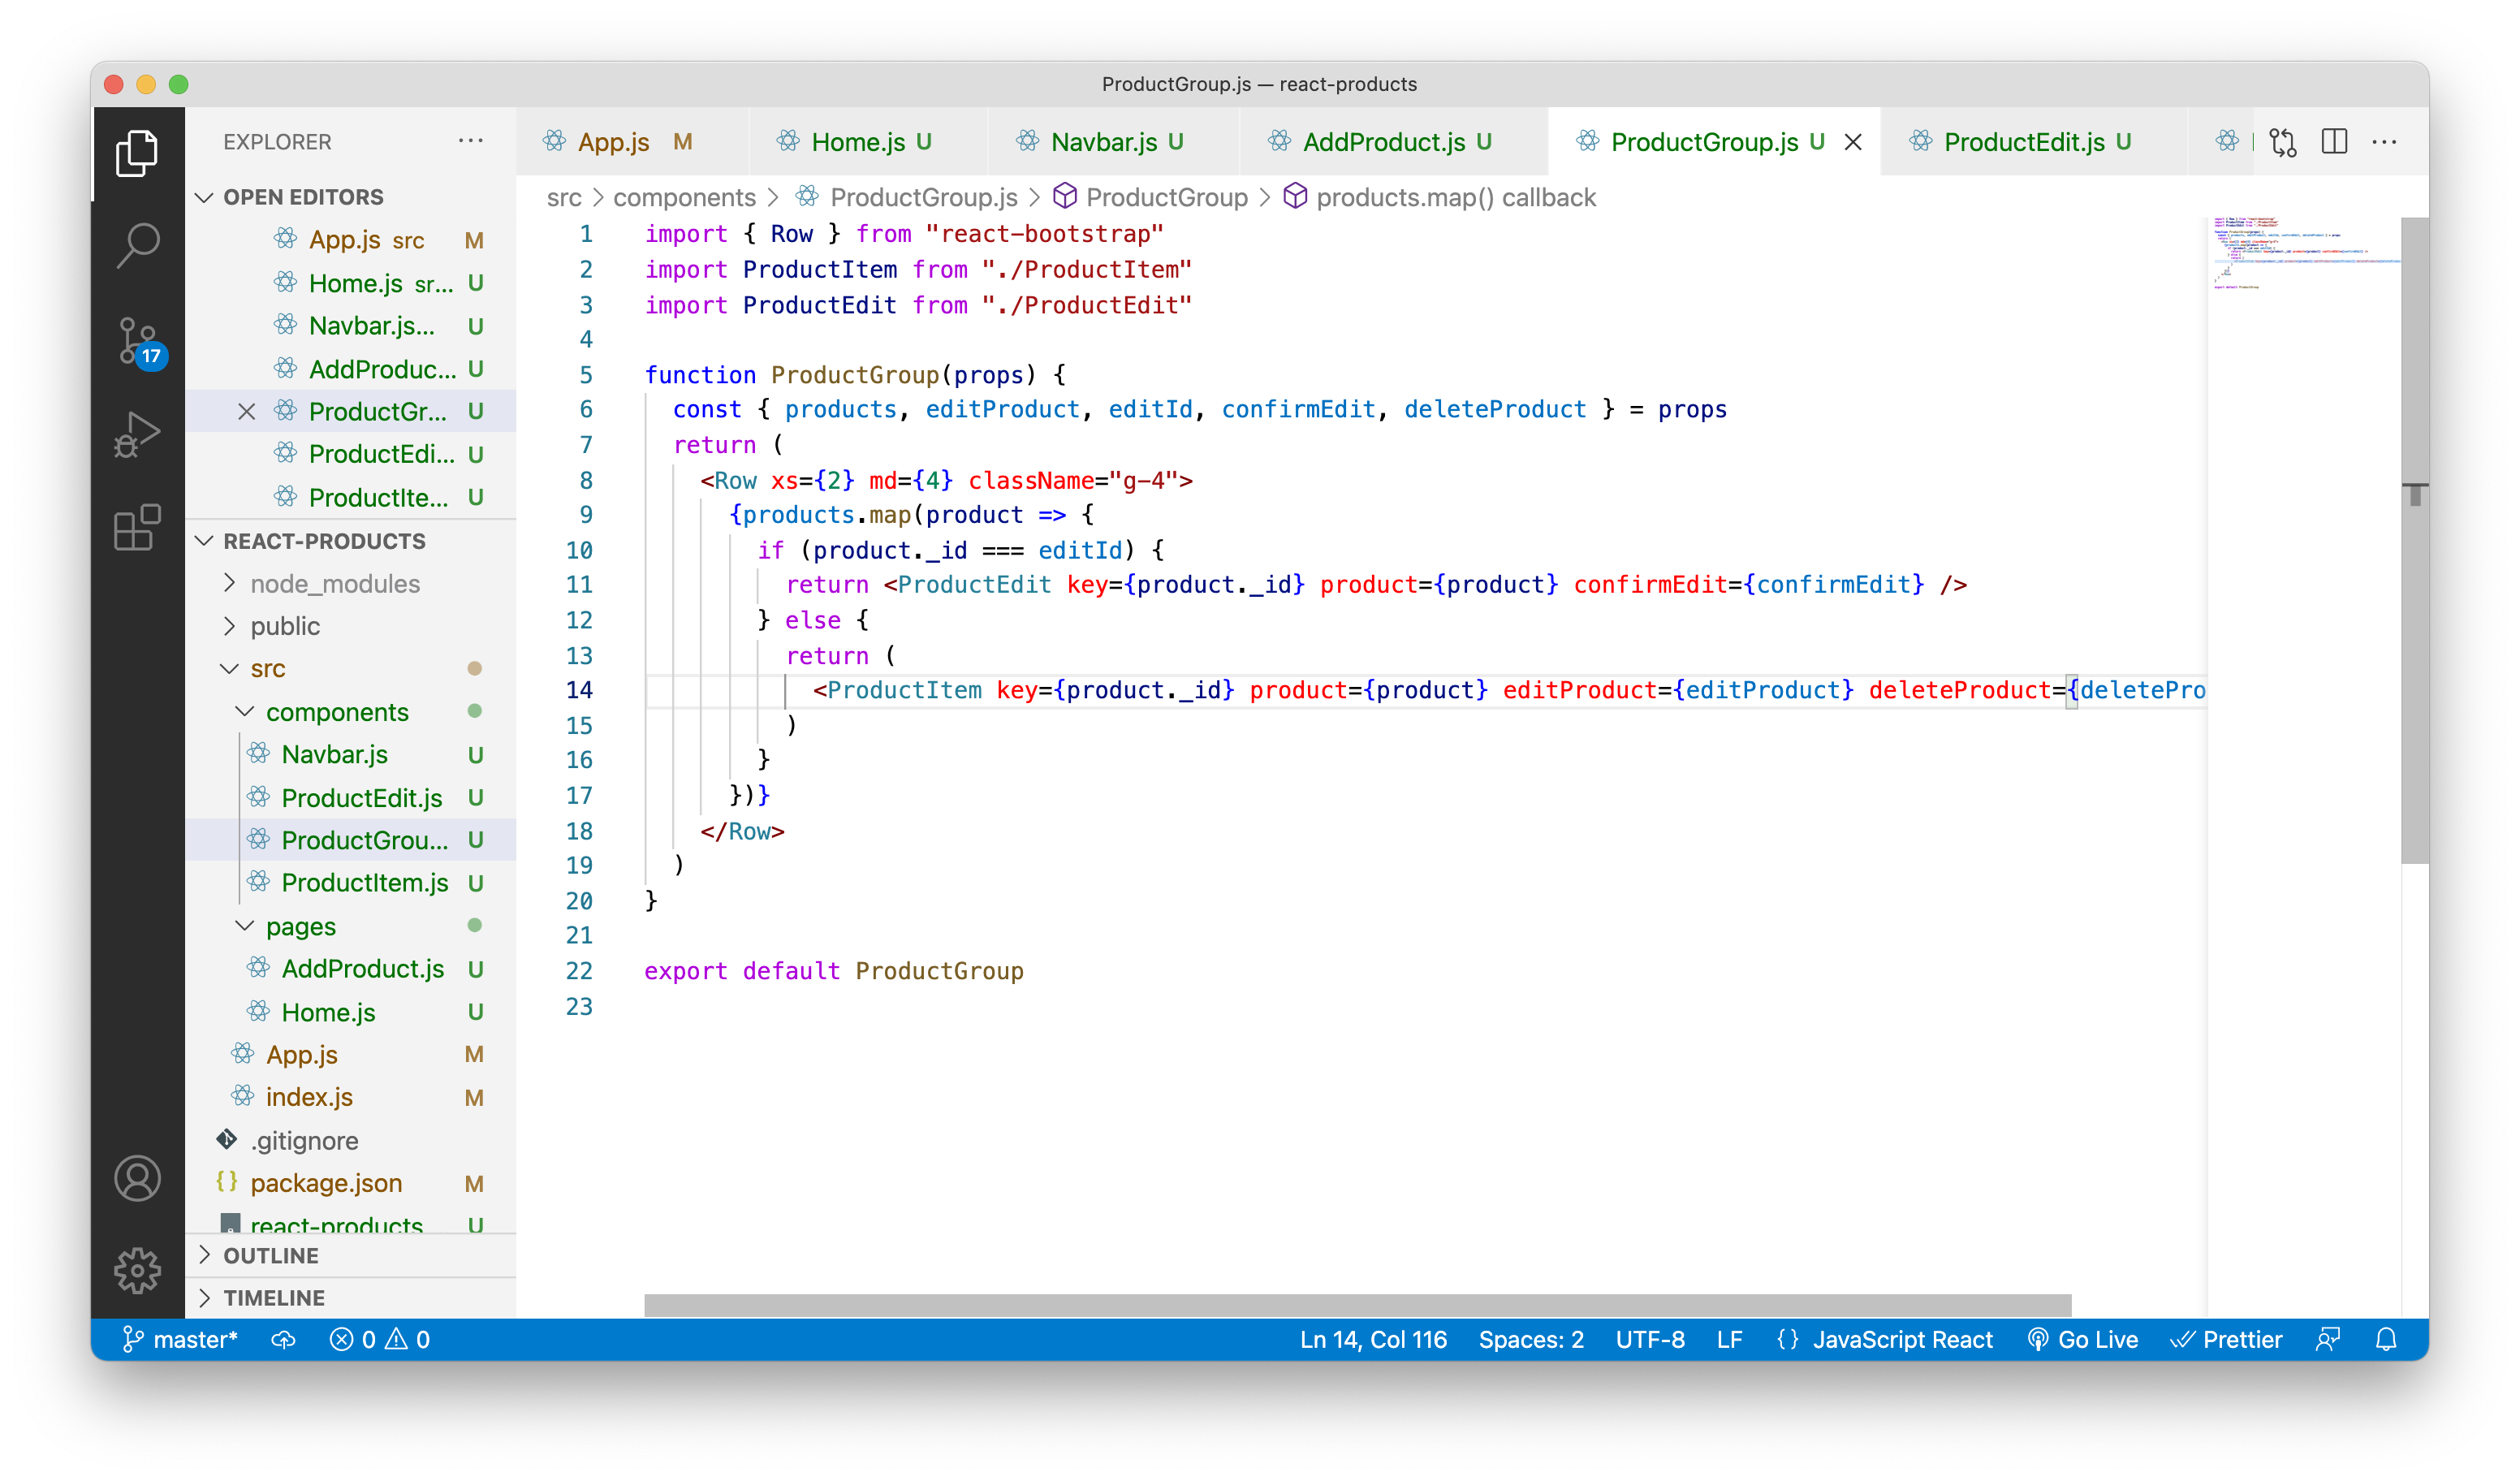 ProductGroup.js — react-products
EXPLORER
App.js M
Home.js U
Navbar.js U
AddProduct.js U
ProductGroup.js U
ProductEdit.js U
OPEN EDITORS
App.js src M
Home.js sr... U
Navbar.js... U
AddProduc... U
ProductGr... U
ProductEdi... U
ProductIte... U
REACT-PRODUCTS
node_modules
public
src
components
Navbar.js U
ProductEdit.js U
ProductGrou... U
ProductItem.js U
pages
AddProduct.js U
Home.js U
App.js M
index.js M
.gitignore
package.json M
react-products U
OUTLINE
TIMELINE
17
src > components > ProductGroup.js > ProductGroup > products.map() callback
1 import { Row } from "react-bootstrap"
2 import ProductItem from "./ProductItem"
3 import ProductEdit from "./ProductEdit"
4
5 function ProductGroup(props) {
6 const { products, editProduct, editId, confirmEdit, deleteProduct } = props
7 return (
8 <Row xs={2} md={4} className="g-4">
9 {products.map(product => {
10 if (product._id === editId) {
11 return <ProductEdit key={product._id} product={product} confirmEdit={confirmEdit} />
12 } else {
13 return (
14 <ProductItem key={product._id} product={product} editProduct={editProduct} deleteProduct={deletePro
15 )
16 }
17 })}
18 </Row>
19 )
20 }
21
22 export default ProductGroup
23
master* 0 0
Ln 14, Col 116 Spaces: 2 UTF-8 LF {} JavaScript React Go Live Prettier